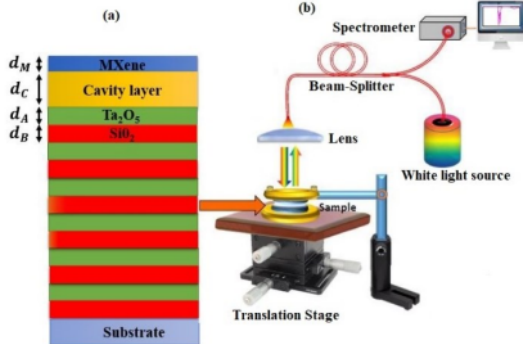 (a)
(b)
d_M
MXene
d_C
Cavity layer
d_A
Ta₂O₅
d_B
Si0₂
Substrate
Spectrometer
Beam-Splitter
Lens
White light source
Sample
Translation Stage